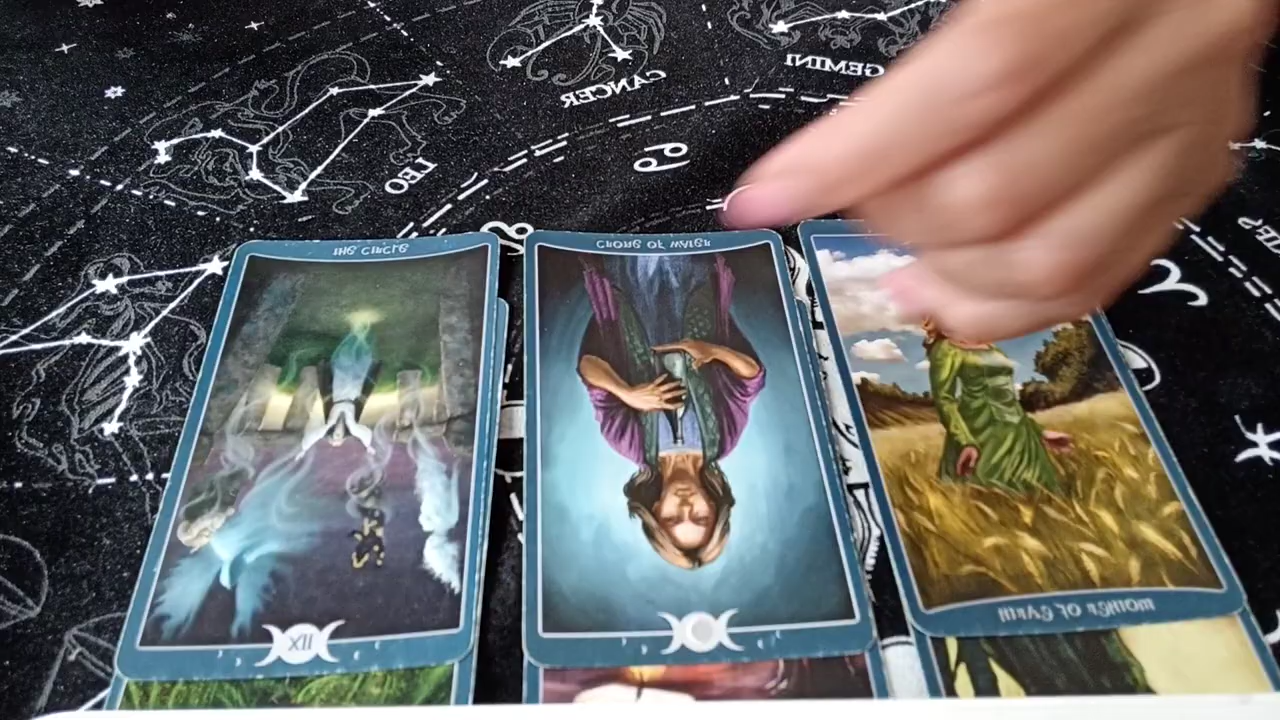 CANCER
GEMINI
LEO
THE CIRCLE
CRONE OF WATER
MOTHER OF EARTH
XII